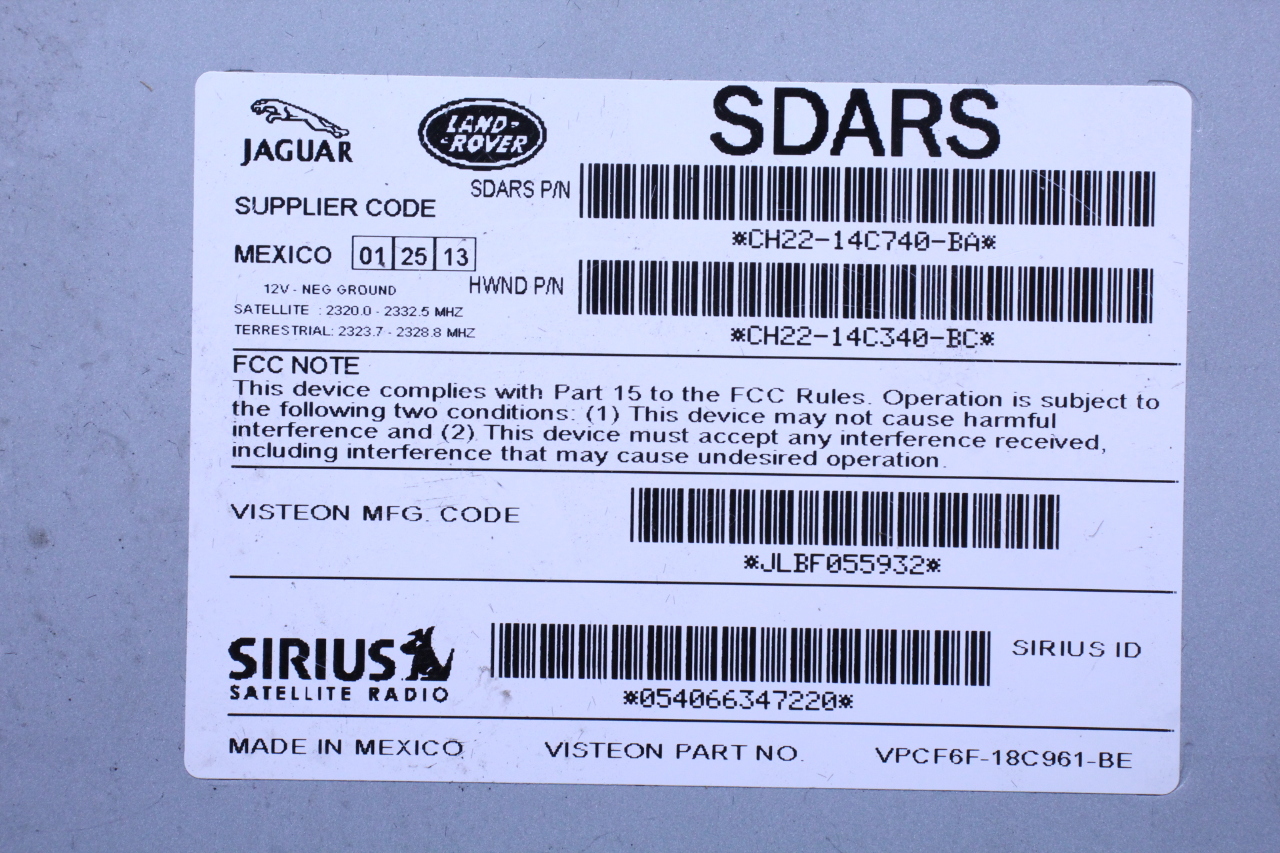 JAGUAR
LAND-
-ROVER
SDARS
SDARS P/N
*CH22-14C740-BA*
SUPPLIER CODE
MEXICO 01 25 13
HWND P/N
*CH22-14C340-BC*
12V - NEG GROUND
SATELLITE : 2320.0 - 2332.5 MHZ
TERRESTRIAL: 2323.7 - 2328.8 MHZ
FCC NOTE
This device complies with Part 15 to the FCC Rules. Operation is subject to
the following two conditions: (1) This device may not cause harmful
interference and (2) This device must accept any interference received,
including interference that may cause undesired operation.
VISTEON MFG. CODE
*JLBF055932*
SIRIUS
SATELLITE RADIO
*054066347220*
SIRIUS ID
MADE IN MEXICO VISTEON PART NO. VPCF6F-18C961-BE